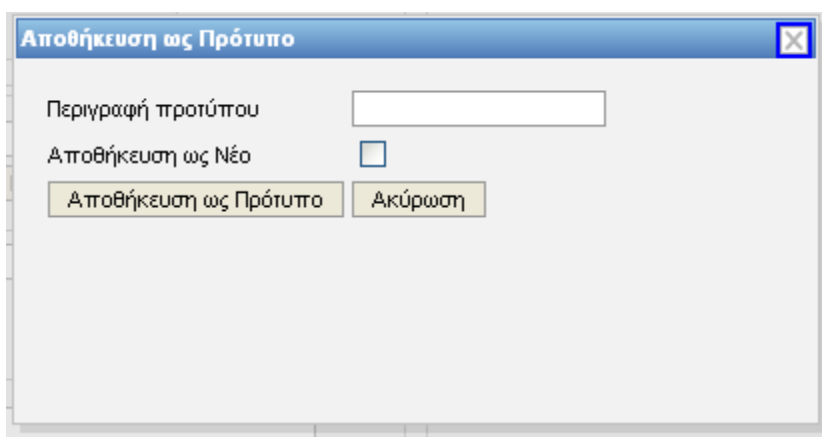 Αποθήκευση ως Πρότυπο
Περιγραφή προτύπου
Αποθήκευση ως Νέο
Αποθήκευση ως Πρότυπο Ακύρωση